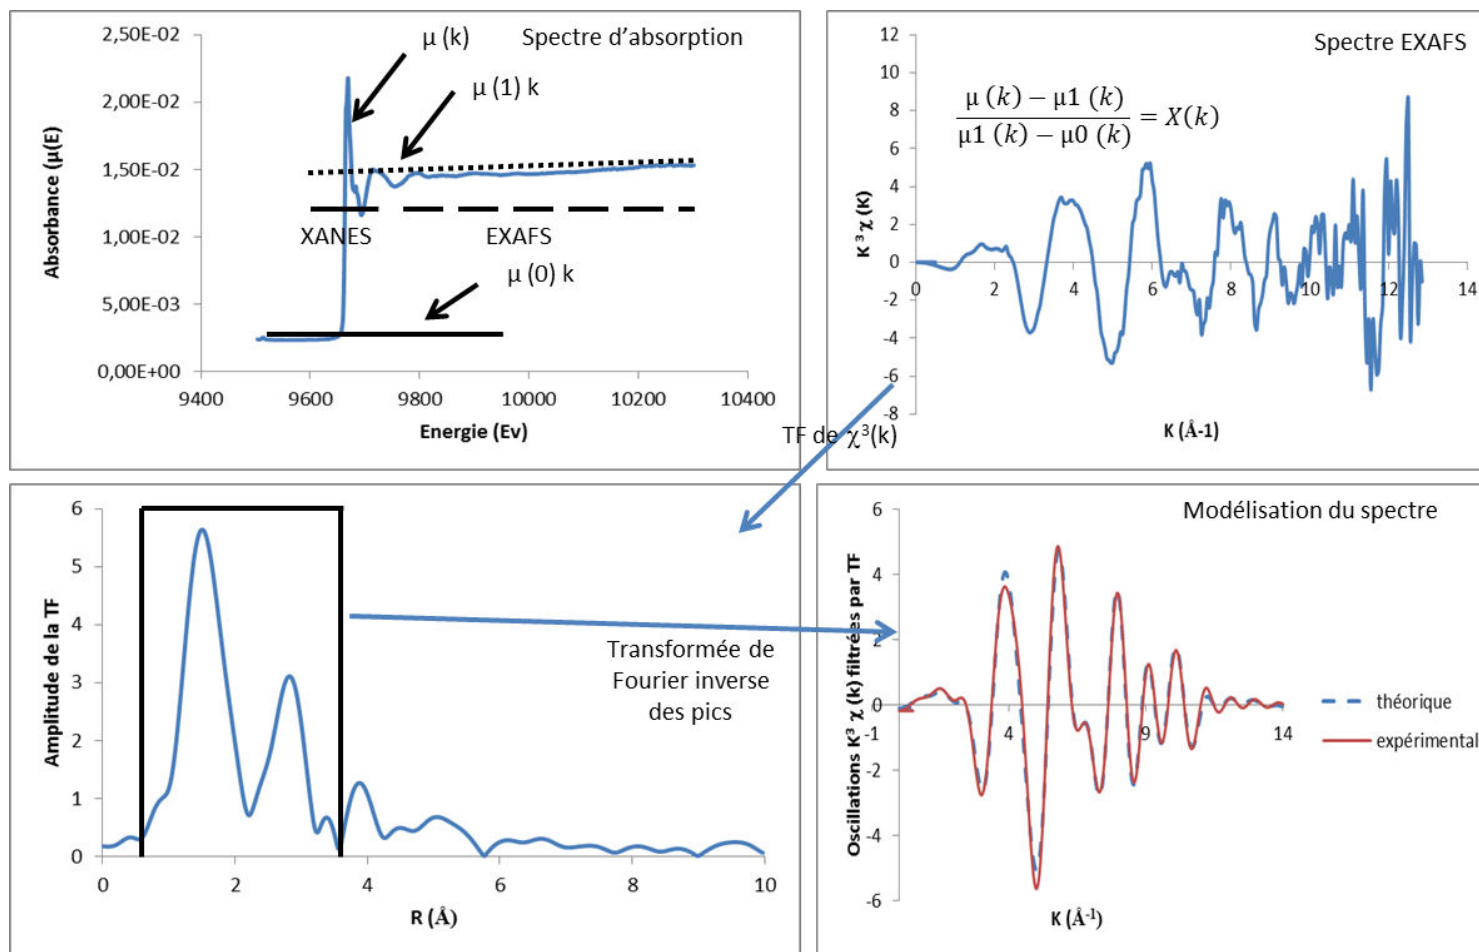 Spectre d'absorption
μ (k)
μ (1) k
XANES
EXAFS
μ (0) k
2,50E-02
2,00E-02
1,50E-02
1,00E-02
5,00E-03
0,00E+00
Absorbance (μ(E)
9400 9600 9800 10000 10200 10400
Energie (Ev)
Spectre EXAFS
μ (k) − μ1 (k)
μ1 (k) − μ0 (k)
= X(k)
12
10
8
6
4
2
0
-2
-4
-6
-8
K ³ χ (K)
0 2 4 6 8 10 12 14
K (Å-1)
TF de χ³(k)
6
5
4
3
2
1
0
Amplitude de la TF
0 2 4 6 8 10
R (Å)
Transformée de
Fourier inverse
des pics
Modélisation du spectre
6
4
2
0
-2
-4
-6
Oscillations K³ χ (k) filtrées par TF
-1 4 9 14
K (Å⁻¹)
théorique
expérimental